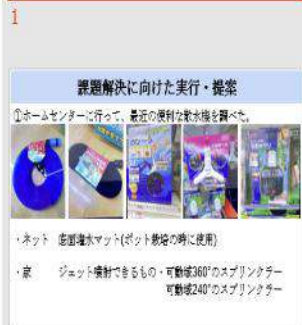 1
課題解決に向けた実行・提案
①ホームセンターに行って、最近の便利な散水機を調べた。
・ネット 底面灌水マット(ポット栽培の時に使用)
・家 ジェット噴射できるもの・可動域360°のスプリンクラー
可動域240°のスプリンクラー